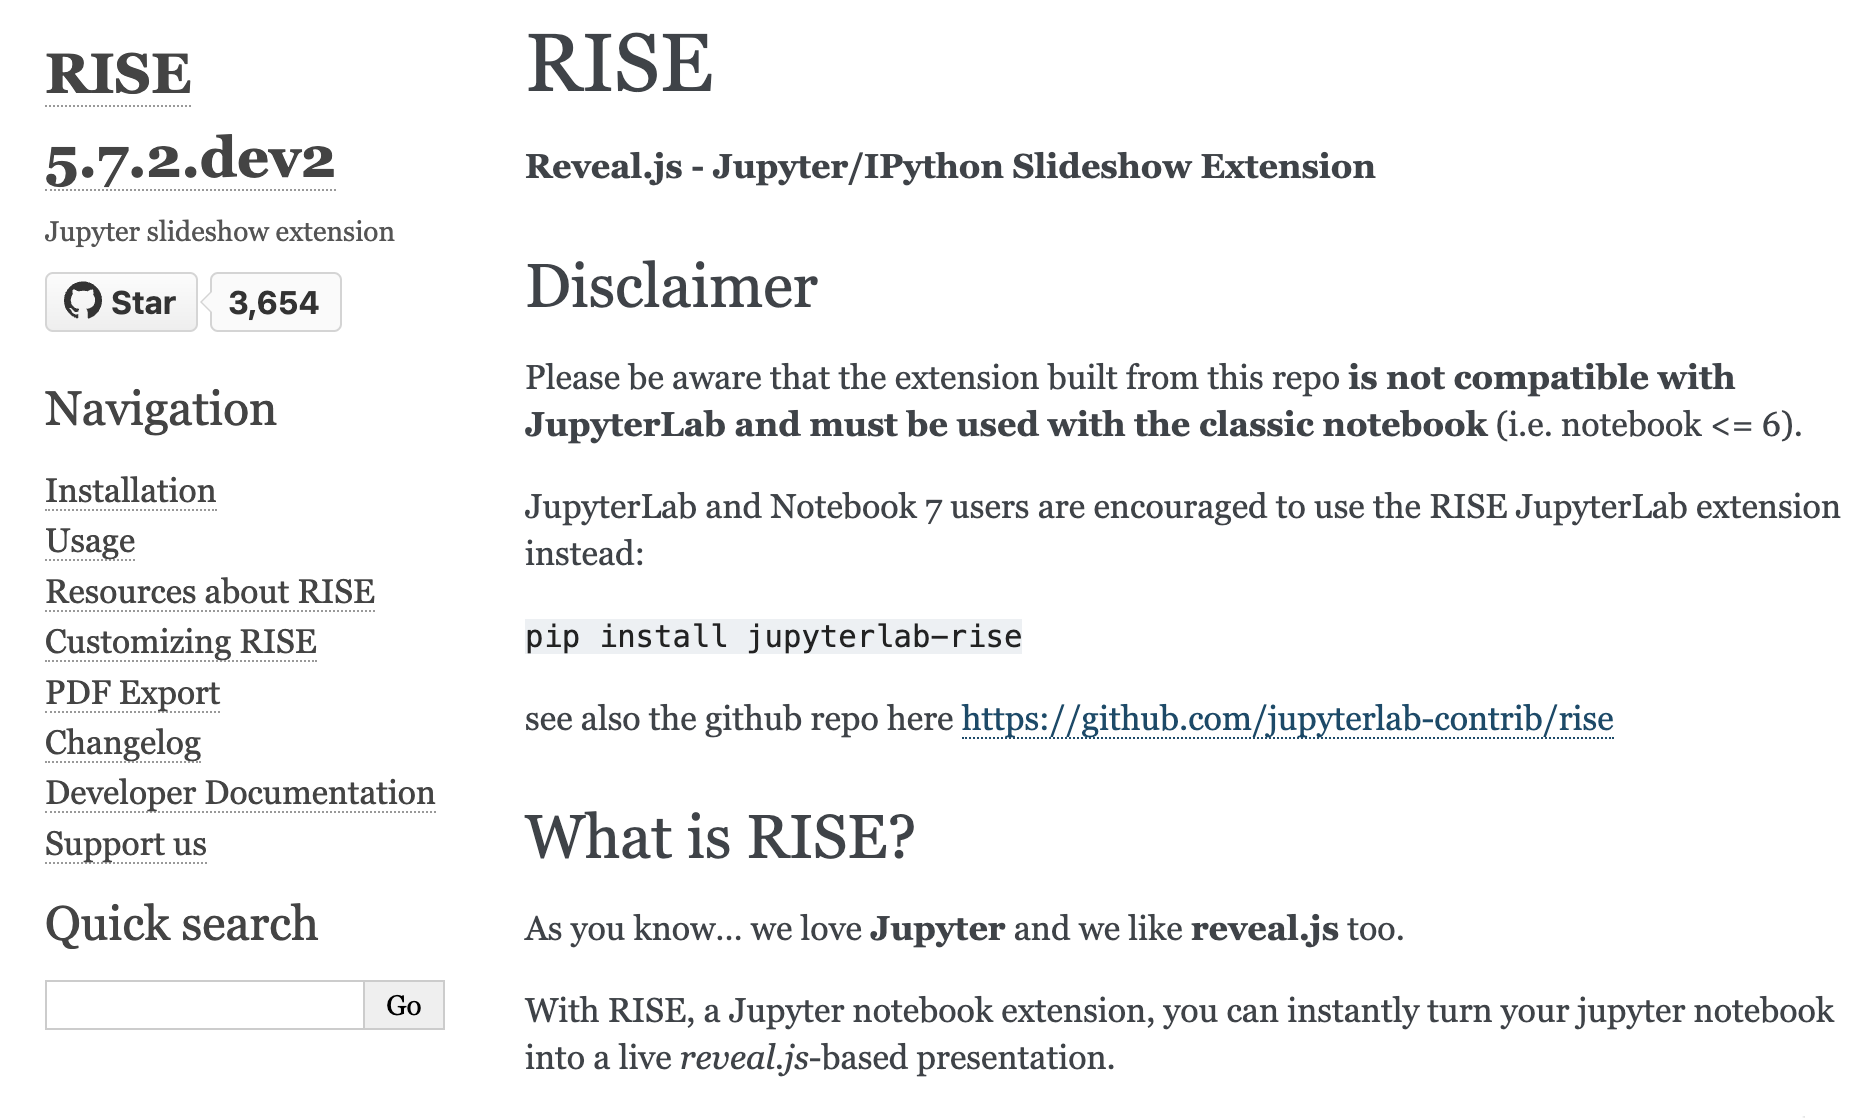 RISE
5.7.2.dev2
Jupyter slideshow extension
Star 3,654
Navigation
Installation
Usage
Resources about RISE
Customizing RISE
PDF Export
Changelog
Developer Documentation
Support us
Quick search
Go
RISE
Reveal.js - Jupyter/IPython Slideshow Extension
Disclaimer
Please be aware that the extension built from this repo is not compatible with
JupyterLab and must be used with the classic notebook (i.e. notebook <= 6).
JupyterLab and Notebook 7 users are encouraged to use the RISE JupyterLab extension
instead:
pip install jupyterlab-rise
see also the github repo here https://github.com/jupyterlab-contrib/rise
What is RISE?
As you know... we love Jupyter and we like reveal.js too.
With RISE, a Jupyter notebook extension, you can instantly turn your jupyter notebook
into a live reveal.js-based presentation.